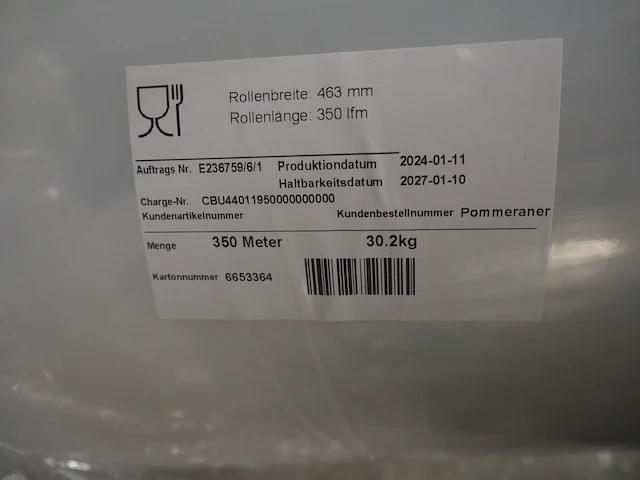 Rollenbreite: 463 mm
Rollenlänge: 350 lfm
Auftrags Nr. E236759/6/1 Produktiondatum 2024-01-11
Haltbarkeitsdatum 2027-01-10
Charge-Nr. CBU44011950000000000
Kundenartikelnummer Kundenbestellnummer Pommeraner
Menge 350 Meter 30.2kg
Kartonnummer 6653364